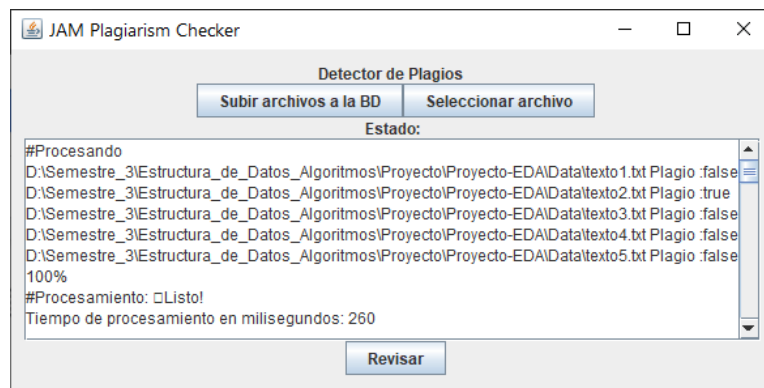 JAM Plagiarism Checker
Detector de Plagios
Subir archivos a la BD Seleccionar archivo
Estado:
#Procesando
D:\Semestre_3\Estructura_de_Datos_Algoritmos\Proyecto\Proyecto-EDA\Data\texto1.txt Plagio :false
D:\Semestre_3\Estructura_de_Datos_Algoritmos\Proyecto\Proyecto-EDA\Data\texto2.txt Plagio :true
D:\Semestre_3\Estructura_de_Datos_Algoritmos\Proyecto\Proyecto-EDA\Data\texto3.txt Plagio :false
D:\Semestre_3\Estructura_de_Datos_Algoritmos\Proyecto\Proyecto-EDA\Data\texto4.txt Plagio :false
D:\Semestre_3\Estructura_de_Datos_Algoritmos\Proyecto\Proyecto-EDA\Data\texto5.txt Plagio :false
100%
#Procesamiento: □Listo!
Tiempo de procesamiento en milisegundos: 260
Revisar